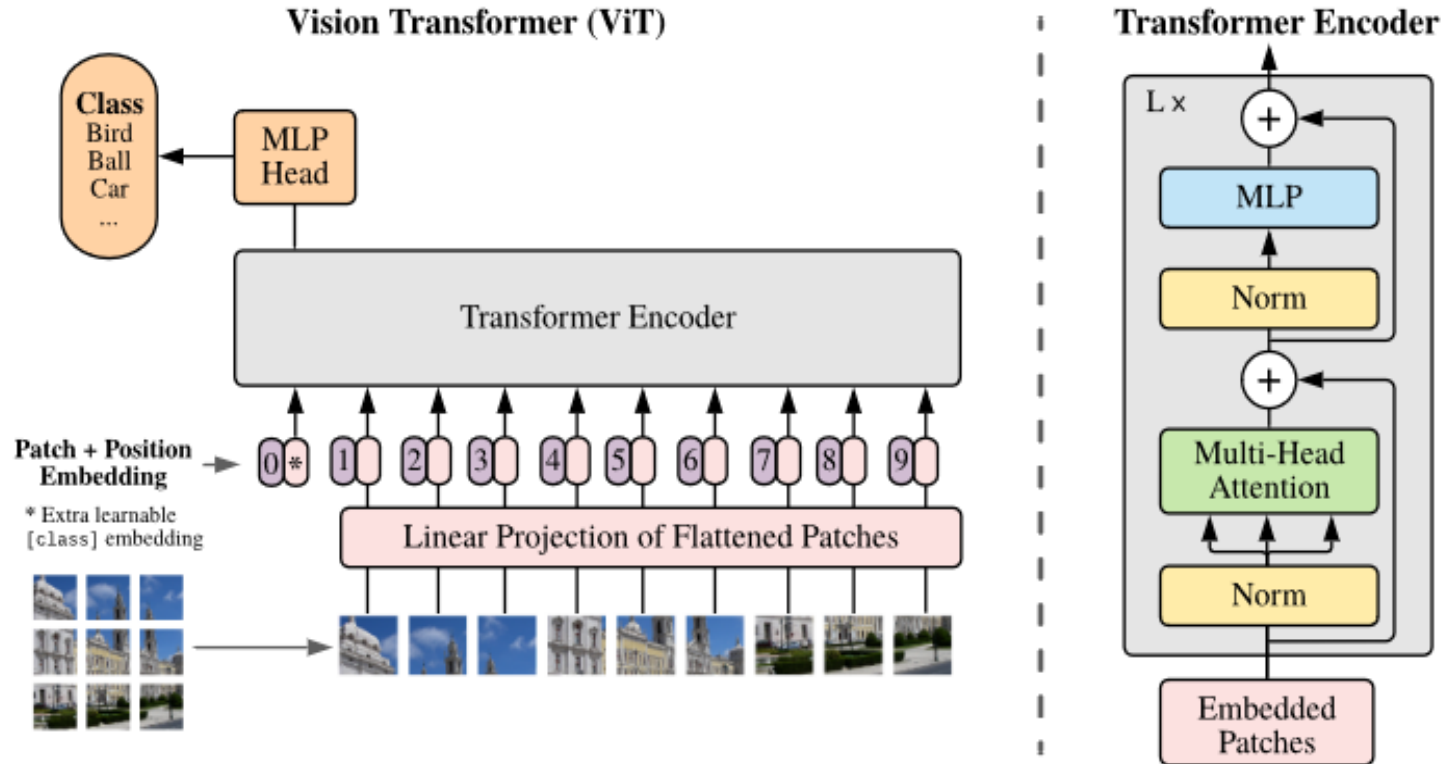 Vision Transformer (ViT)
Class
Bird
Ball
Car
...
MLP
Head
Transformer Encoder
Patch + Position
Embedding
0 * 1 2 3 4 5 6 7 8 9
* Extra learnable
[class] embedding
Linear Projection of Flattened Patches
Transformer Encoder
L x
+
MLP
Norm
+
Multi-Head
Attention
Norm
Embedded
Patches